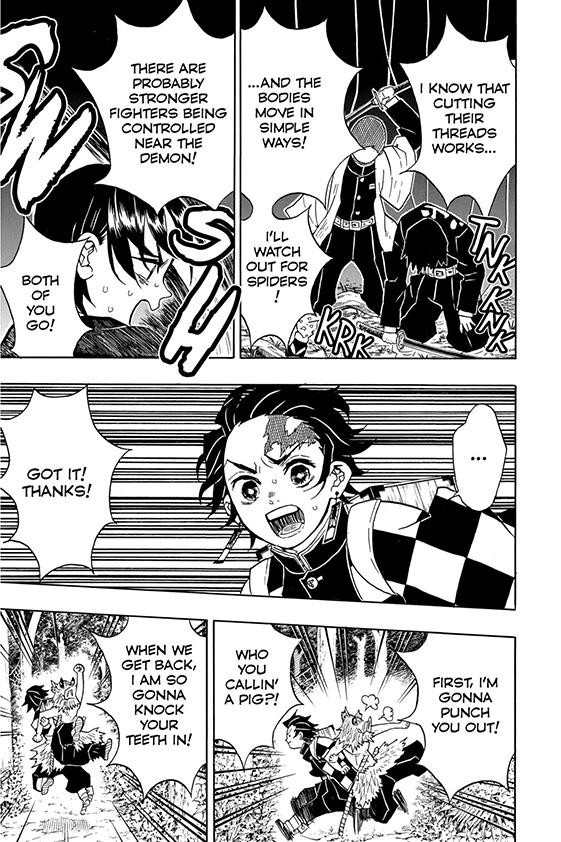 I KNOW THAT
CUTTING
THEIR
THREADS
WORKS...
...AND THE
BODIES
MOVE IN
SIMPLE
WAYS!
I'LL
WATCH
OUT FOR
SPIDERS!
TNK
KNK
KRK
THERE ARE
PROBABLY
STRONGER
FIGHTERS BEING
CONTROLLED
NEAR THE
DEMON!
BOTH
OF YOU
GO!
SWSH
...
GOT IT!
THANKS!
FIRST, I'M
GONNA
PUNCH
YOU OUT!
WHO
YOU
CALLIN'
A PIG?!
WHEN WE
GET BACK,
I AM SO
GONNA
KNOCK
YOUR
TEETH IN!